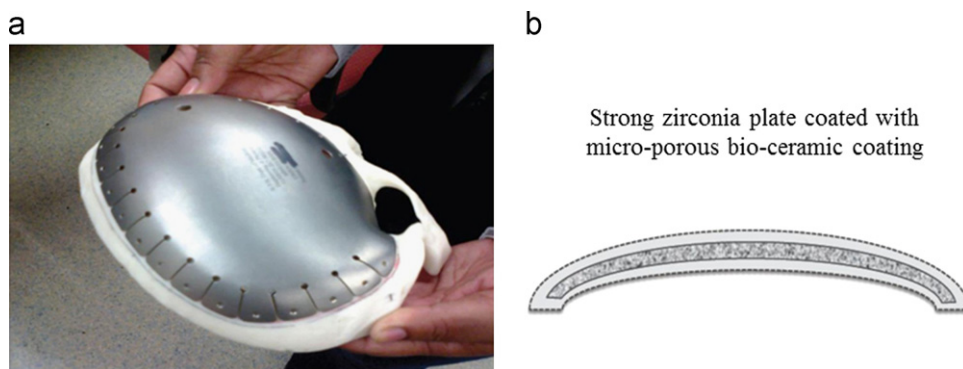 a
b
Strong zirconia plate coated with
micro-porous bio-ceramic coating